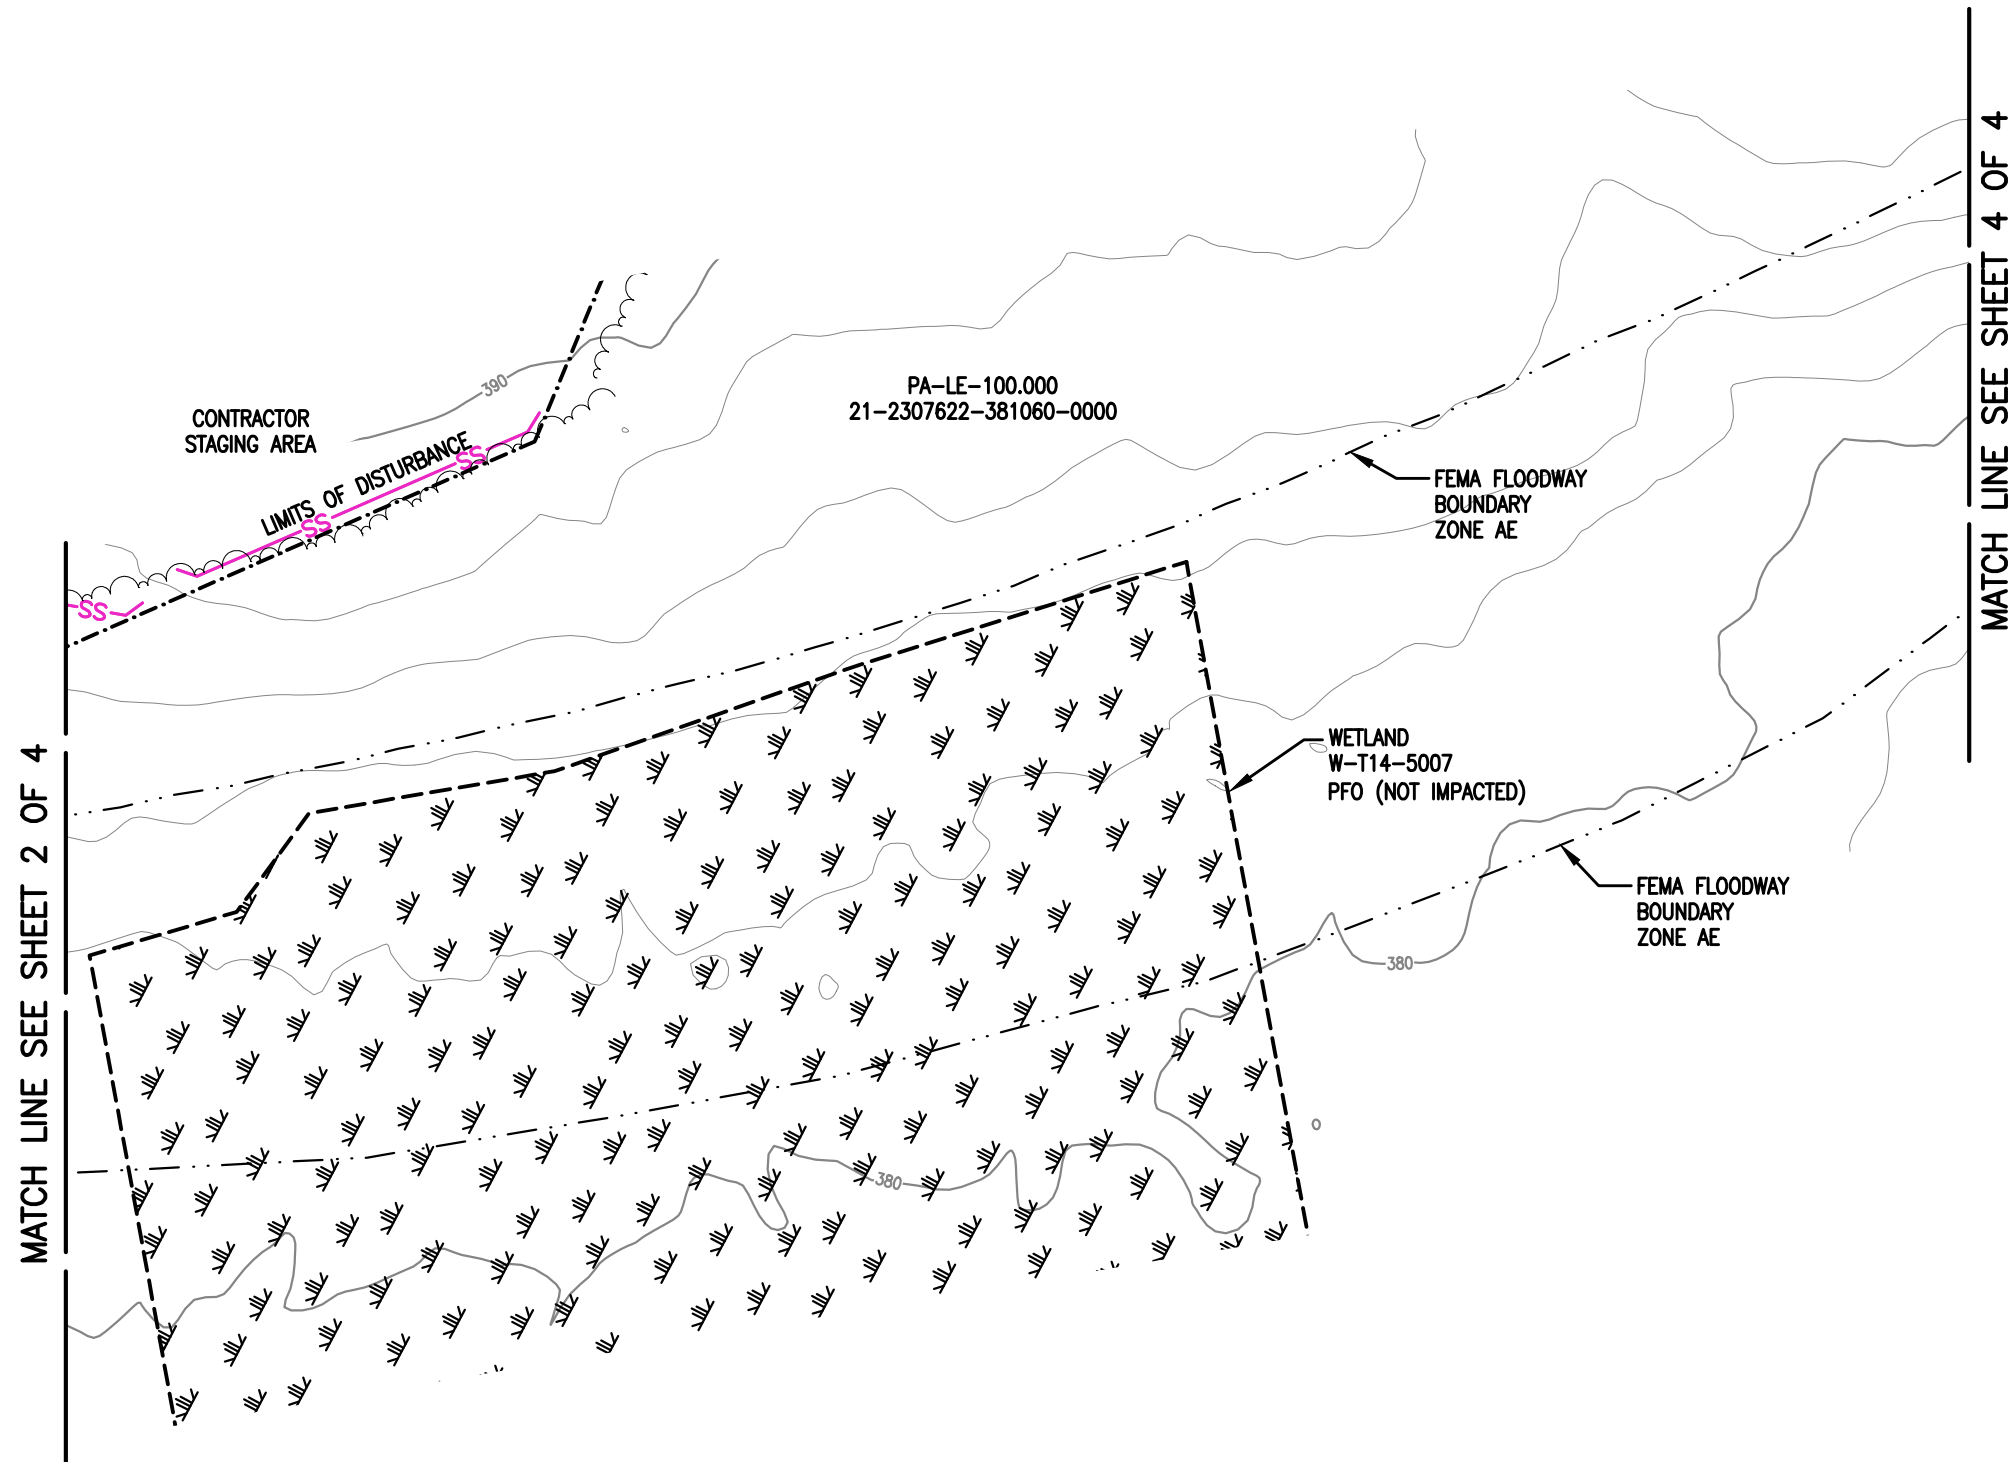 MATCH LINE SEE SHEET 4 OF 4
390
PA-LE-100.000
21-2307622-381060-0000
CONTRACTOR
STAGING AREA
LIMITS OF DISTURBANCE
SS
SS
SS
FEMA FLOODWAY
BOUNDARY
ZONE AE
WETLAND
W-T14-5007
PFO (NOT IMPACTED)
MATCH LINE SEE SHEET 2 OF 4
FEMA FLOODWAY
BOUNDARY
ZONE AE
380
380